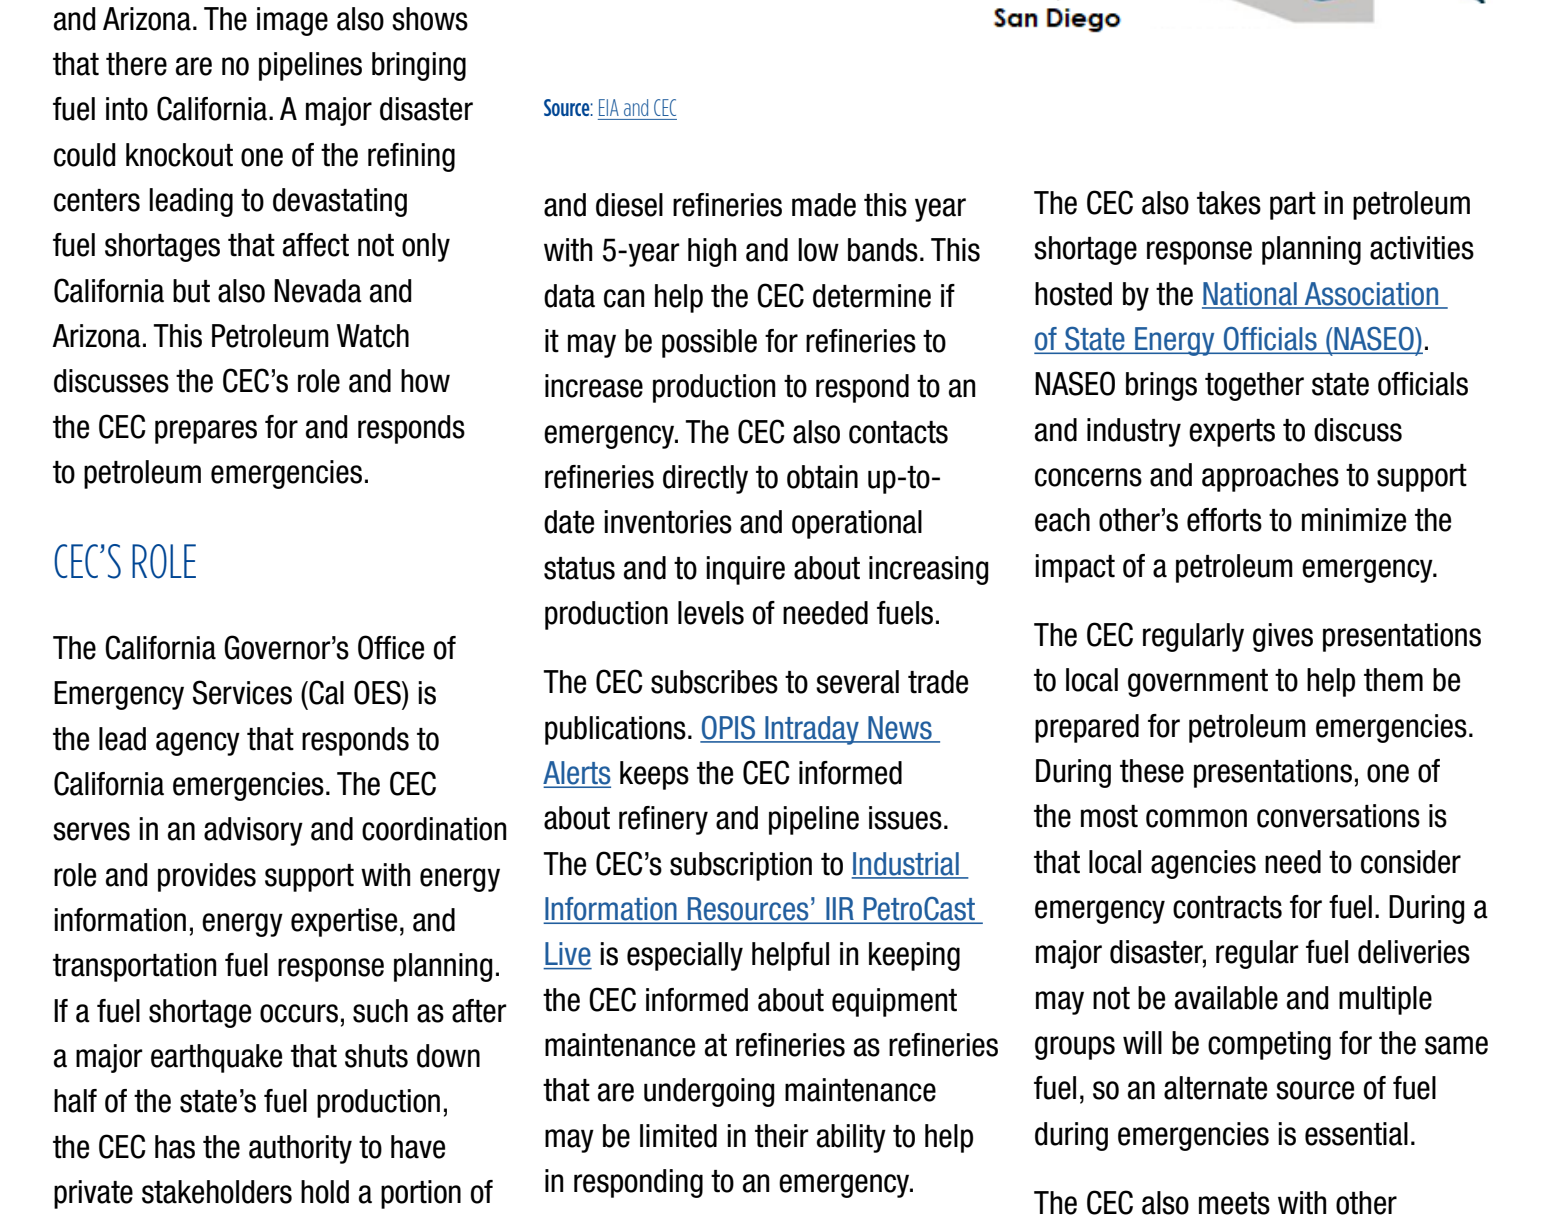 and Arizona. The image also shows
that there are no pipelines bringing
fuel into California. A major disaster
could knockout one of the refining
centers leading to devastating
fuel shortages that affect not only
California but also Nevada and
Arizona. This Petroleum Watch
discusses the CEC’s role and how
the CEC prepares for and responds
to petroleum emergencies.
CEC’S ROLE
The California Governor’s Office of
Emergency Services (Cal OES) is
the lead agency that responds to
California emergencies. The CEC
serves in an advisory and coordination
role and provides support with energy
information, energy expertise, and
transportation fuel response planning.
If a fuel shortage occurs, such as after
a major earthquake that shuts down
half of the state’s fuel production,
the CEC has the authority to have
private stakeholders hold a portion of
San Diego
Source: EIA and CEC
and diesel refineries made this year
with 5-year high and low bands. This
data can help the CEC determine if
it may be possible for refineries to
increase production to respond to an
emergency. The CEC also contacts
refineries directly to obtain up-to-
date inventories and operational
status and to inquire about increasing
production levels of needed fuels.
The CEC subscribes to several trade
publications. OPIS Intraday News
Alerts keeps the CEC informed
about refinery and pipeline issues.
The CEC’s subscription to Industrial
Information Resources’ IIR PetroCast
Live is especially helpful in keeping
the CEC informed about equipment
maintenance at refineries as refineries
that are undergoing maintenance
may be limited in their ability to help
in responding to an emergency.
The CEC also takes part in petroleum
shortage response planning activities
hosted by the National Association
of State Energy Officials (NASEO).
NASEO brings together state officials
and industry experts to discuss
concerns and approaches to support
each other’s efforts to minimize the
impact of a petroleum emergency.
The CEC regularly gives presentations
to local government to help them be
prepared for petroleum emergencies.
During these presentations, one of
the most common conversations is
that local agencies need to consider
emergency contracts for fuel. During a
major disaster, regular fuel deliveries
may not be available and multiple
groups will be competing for the same
fuel, so an alternate source of fuel
during emergencies is essential.
The CEC also meets with other